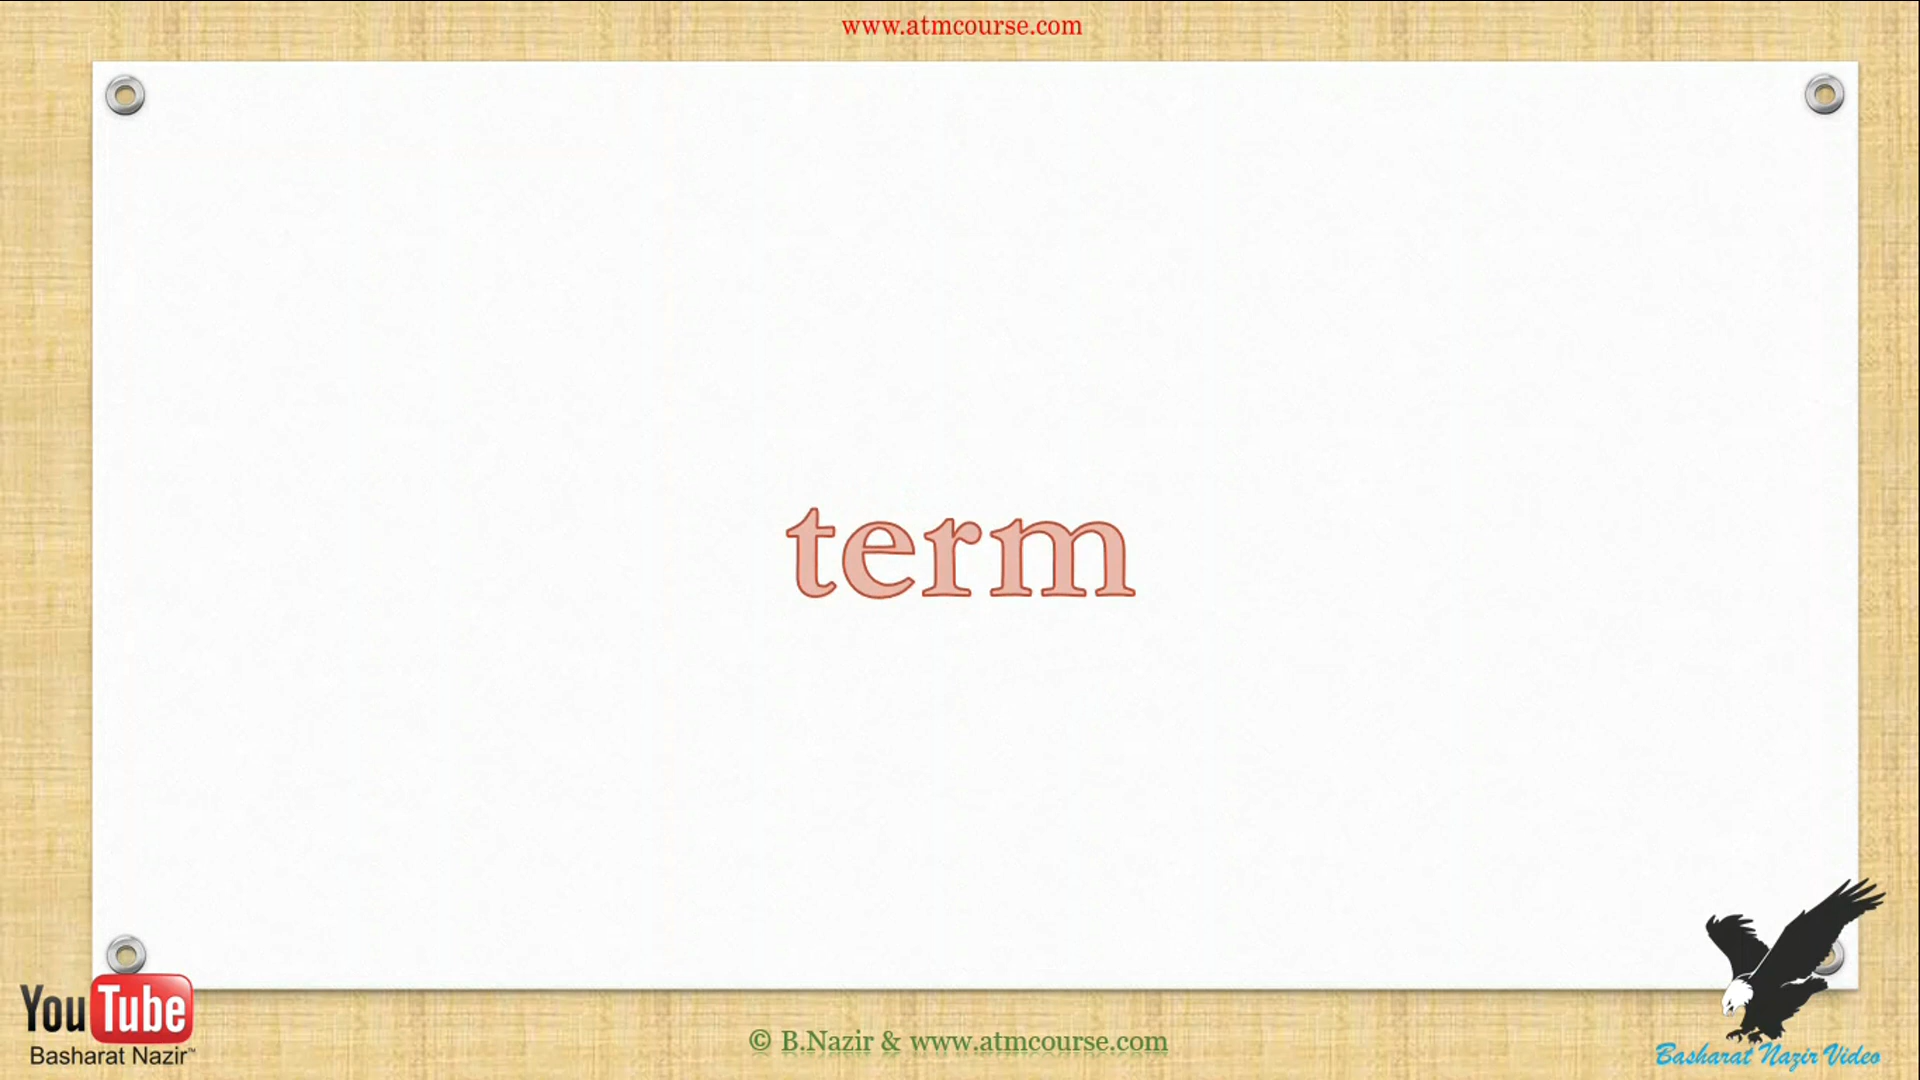 www.atmcourse.com
term
YouTube
Basharat Nazir™
© B.Nazir & www.atmcourse.com
Basharat Nazir Video